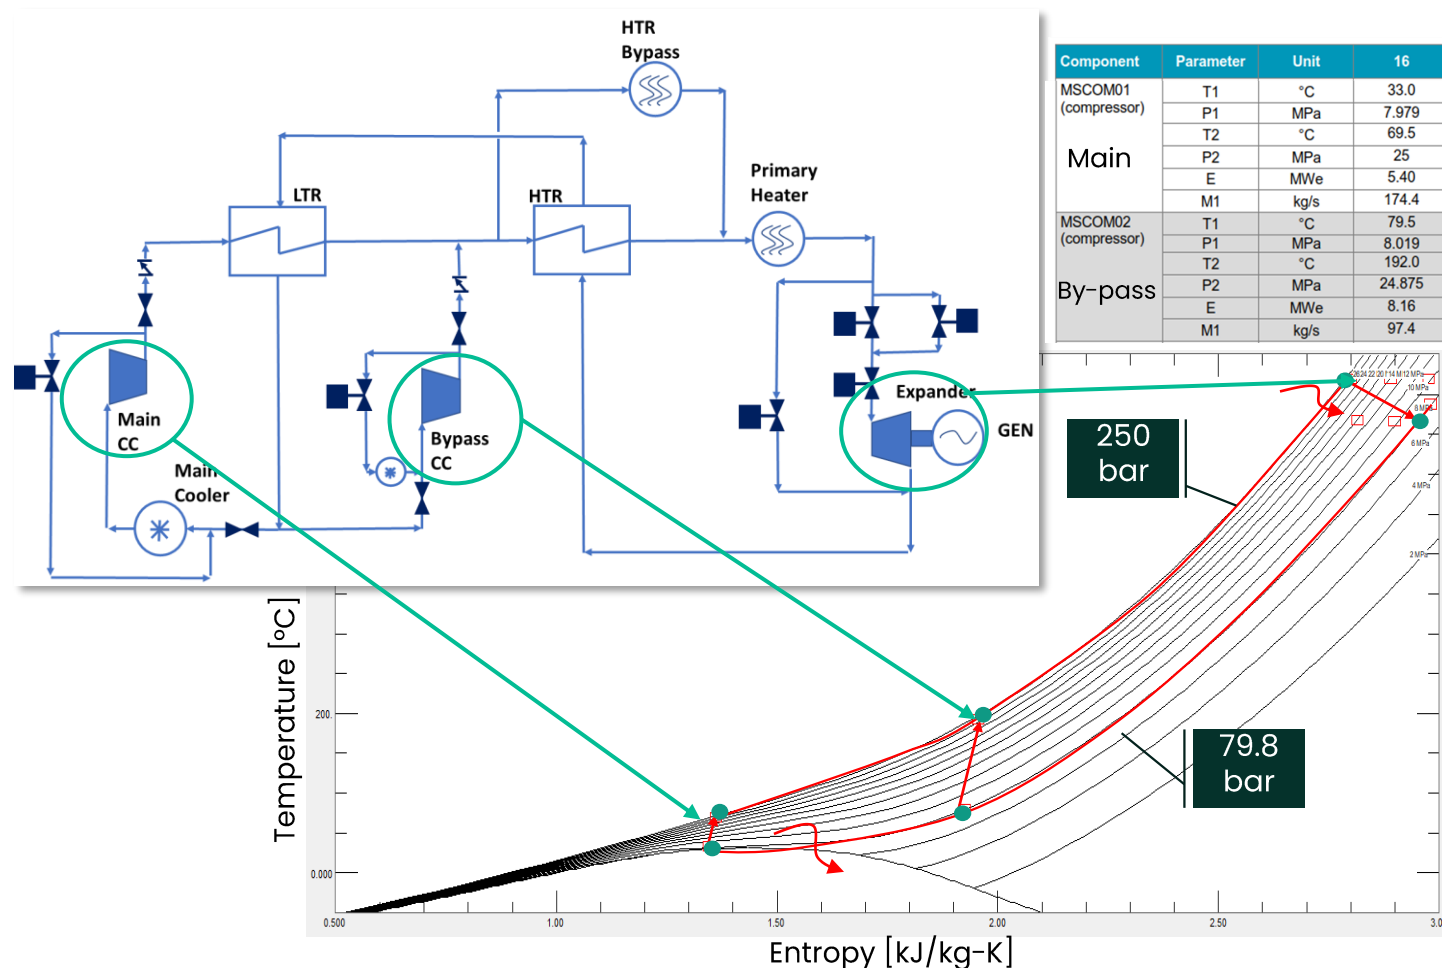 HTR
Bypass
LTR
HTR
Primary
Heater
Main
CC
Bypass
CC
Main
Cooler
Expander
GEN
Component Parameter Unit 16
MSCOM01 T1 °C 33.0
(compressor) P1 MPa 7.979
T2 °C 69.5
Main P2 MPa 25
E MWe 5.40
M1 kg/s 174.4
MSCOM02 T1 °C 79.5
(compressor) P1 MPa 8.019
T2 °C 192.0
By-pass P2 MPa 24.875
E MWe 8.16
M1 kg/s 97.4
10 MPa
6 MPa
4 MPa
2 MPa
250
bar
79.8
bar
Temperature [°C]
200.
0.000
0.500 1.00 1.50 2.00 2.50 3.0
Entropy [kJ/kg-K]